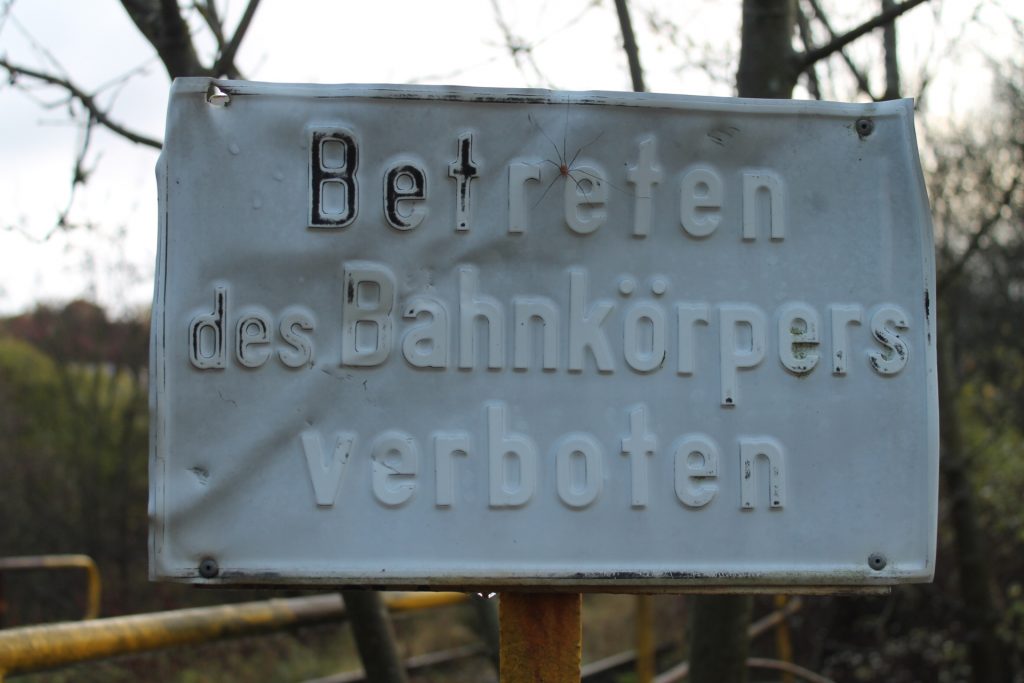 Betreten
des Bahnkörpers
verboten